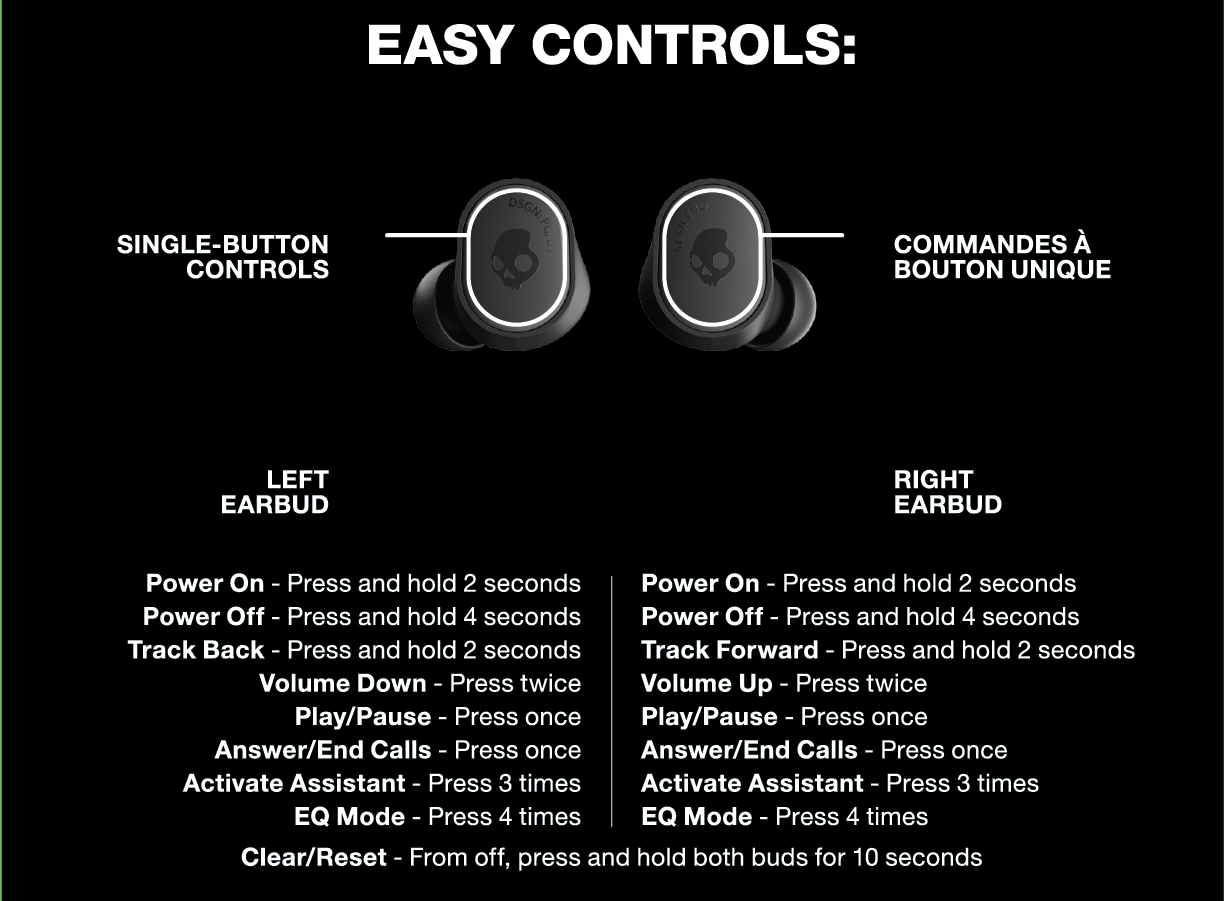 EASY CONTROLS:
SINGLE-BUTTON
CONTROLS
COMMANDES À
BOUTON UNIQUE
LEFT
EARBUD
RIGHT
EARBUD
Power On - Press and hold 2 seconds
Power Off - Press and hold 4 seconds
Track Back - Press and hold 2 seconds
Volume Down - Press twice
Play/Pause - Press once
Answer/End Calls - Press once
Activate Assistant - Press 3 times
EQ Mode - Press 4 times
Power On - Press and hold 2 seconds
Power Off - Press and hold 4 seconds
Track Forward - Press and hold 2 seconds
Volume Up - Press twice
Play/Pause - Press once
Answer/End Calls - Press once
Activate Assistant - Press 3 times
EQ Mode - Press 4 times
Clear/Reset - From off, press and hold both buds for 10 seconds